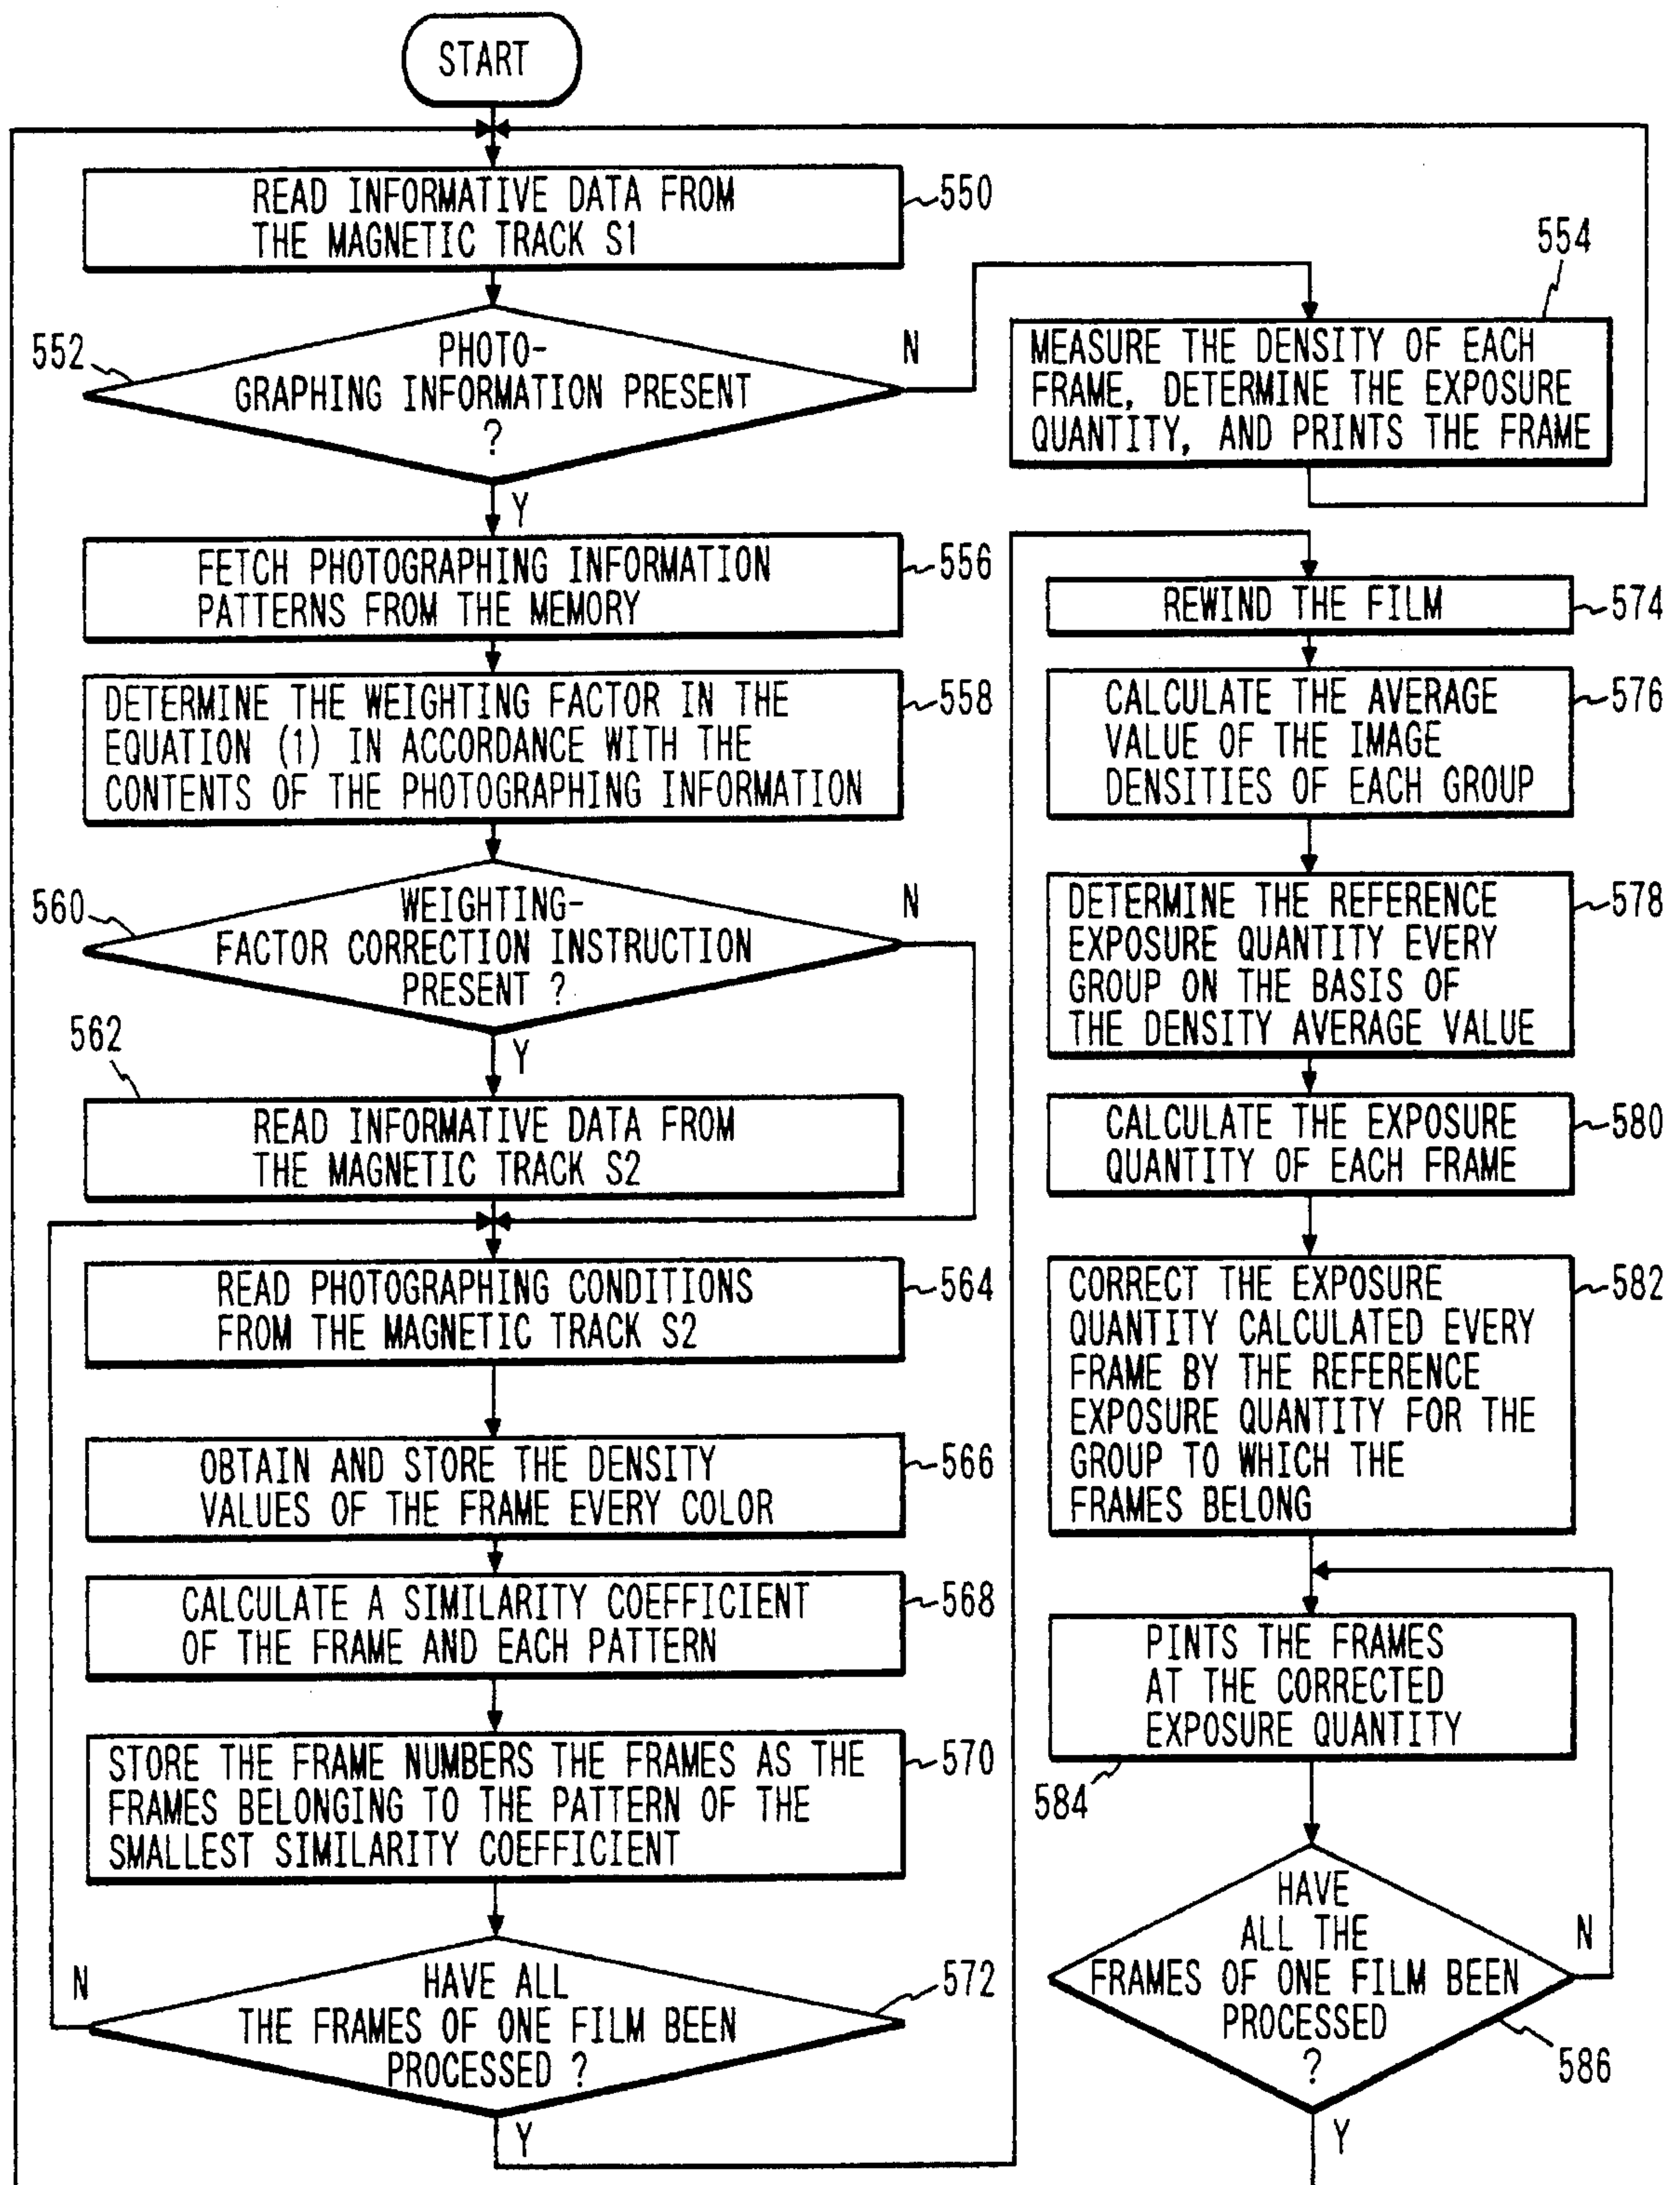 START
READ INFORMATIVE DATA FROM
THE MAGNETIC TRACK S1
550
552
PHOTO-
GRAPHING INFORMATION PRESENT
?
N
Y
554
MEASURE THE DENSITY OF EACH
FRAME, DETERMINE THE EXPOSURE
QUANTITY, AND PRINTS THE FRAME
FETCH PHOTOGRAPHING INFORMATION
PATTERNS FROM THE MEMORY
556
DETERMINE THE WEIGHTING FACTOR IN THE
EQUATION (1) IN ACCORDANCE WITH THE
CONTENTS OF THE PHOTOGRAPHING INFORMATION
558
560
WEIGHTING-
FACTOR CORRECTION INSTRUCTION
PRESENT ?
N
Y
562
READ INFORMATIVE DATA FROM
THE MAGNETIC TRACK S2
READ PHOTOGRAPHING CONDITIONS
FROM THE MAGNETIC TRACK S2
564
OBTAIN AND STORE THE DENSITY
VALUES OF THE FRAME EVERY COLOR
566
CALCULATE A SIMILARITY COEFFICIENT
OF THE FRAME AND EACH PATTERN
568
STORE THE FRAME NUMBERS THE FRAMES AS THE
FRAMES BELONGING TO THE PATTERN OF THE
SMALLEST SIMILARITY COEFFICIENT
570
N
HAVE ALL
THE FRAMES OF ONE FILM BEEN
PROCESSED ?
572
Y
REWIND THE FILM
574
CALCULATE THE AVERAGE
VALUE OF THE IMAGE
DENSITIES OF EACH GROUP
576
DETERMINE THE REFERENCE
EXPOSURE QUANTITY EVERY
GROUP ON THE BASIS OF
THE DENSITY AVERAGE VALUE
578
CALCULATE THE EXPOSURE
QUANTITY OF EACH FRAME
580
CORRECT THE EXPOSURE
QUANTITY CALCULATED EVERY
FRAME BY THE REFERENCE
EXPOSURE QUANTITY FOR THE
GROUP TO WHICH THE
FRAMES BELONG
582
PINTS THE FRAMES
AT THE CORRECTED
EXPOSURE QUANTITY
584
HAVE
ALL THE
FRAMES OF ONE FILM BEEN
PROCESSED
?
N
586
Y